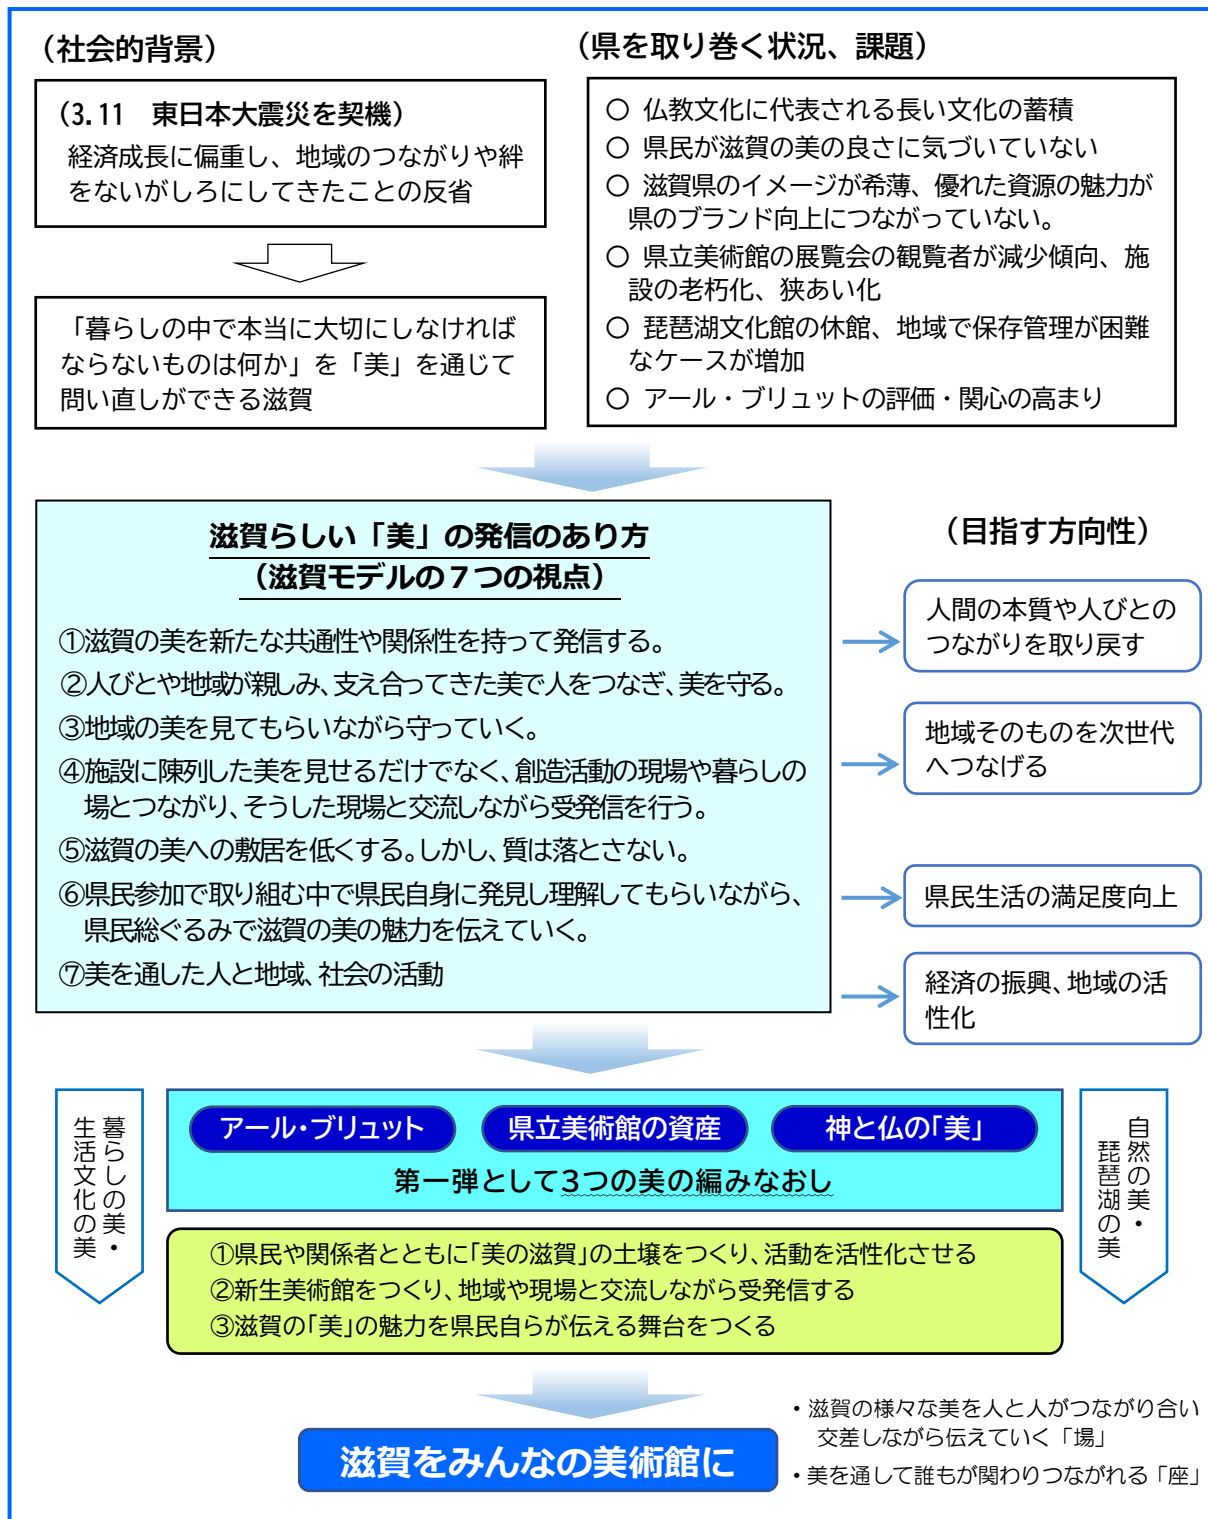 （社会的背景）
（3.11　東日本大震災を契機）
経済成長に偏重し、地域のつながりや絆
をないがしろにしてきたことの反省
「暮らしの中で本当に大切にしなければ
ならないものは何か」を「美」を通じて
問い直しができる滋賀
（県を取り巻く状況、課題）
○ 仏教文化に代表される長い文化の蓄積
○ 県民が滋賀の美の良さに気づいていない
○ 滋賀県のイメージが希薄、優れた資源の魅力が
県のブランド向上につながっていない。
○ 県立美術館の展覧会の観覧者が減少傾向、施
設の老朽化、狭あい化
○ 琵琶湖文化館の休館、地域で保存管理が困難
なケースが増加
○ アール・ブリュットの評価・関心の高まり
滋賀らしい「美」の発信のあり方
（滋賀モデルの７つの視点）
①滋賀の美を新たな共通性や関係性を持って発信する。
②人びとや地域が親しみ、支え合ってきた美で人をつなぎ、美を守る。
③地域の美を見てもらいながら守っていく。
④施設に陳列した美を見せるだけでなく、創造活動の現場や暮らしの
場とつながり、そうした現場と交流しながら受発信を行う。
⑤滋賀の美への敷居を低くする。しかし、質は落とさない。
⑥県民参加で取り組む中で県民自身に発見し理解してもらいながら、
県民総ぐるみで滋賀の美の魅力を伝えていく。
⑦美を通した人と地域、社会の活動
（目指す方向性）
人間の本質や人びとの
つながりを取り戻す
地域そのものを次世代
へつなげる
県民生活の満足度向上
経済の振興、地域の活
性化
暮らしの美・
生活文化の美
アール・ブリュット
県立美術館の資産
神と仏の「美」
第一弾として３つの美の編みなおし
①県民や関係者とともに「美の滋賀」の土壌をつくり、活動を活性化させる
②新生美術館をつくり、地域や現場と交流しながら受発信する
③滋賀の「美」の魅力を県民自らが伝える舞台をつくる
自然の美・
琵琶湖の美
滋賀をみんなの美術館に
・滋賀の様々な美を人と人がつながり合い
交差しながら伝えていく「場」
・美を通して誰もが関わりつながれる「座」